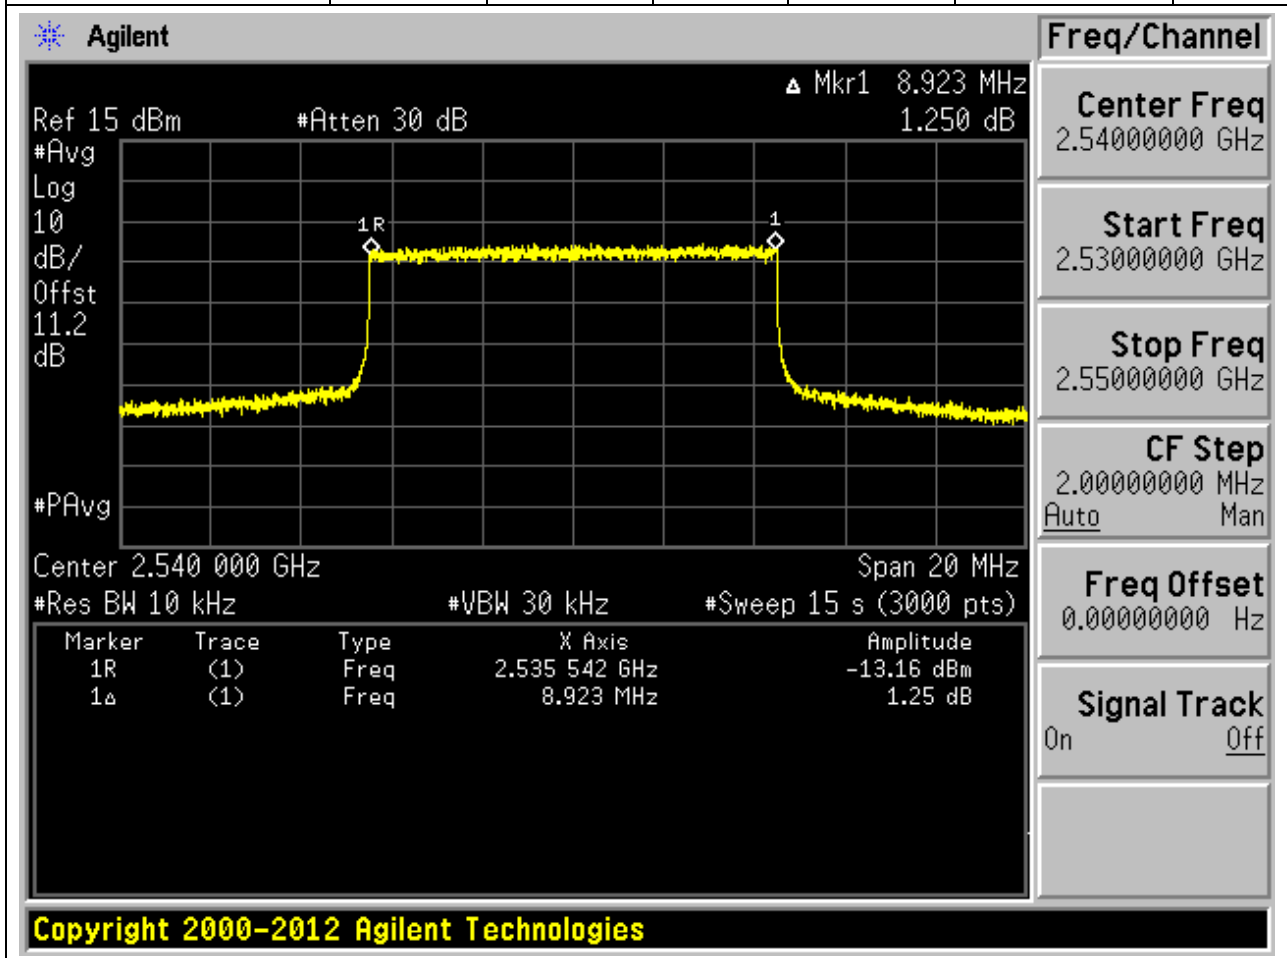 Agilent
Freq/Channel
Δ Mkr1 8.923 MHz
Ref 15 dBm #Atten 30 dB 1.250 dB
#Avg
Log
10
dB/
Offst
11.2
dB
1R
1
#PAvg
Center 2.540 000 GHz Span 20 MHz
#Res BW 10 kHz #VBW 30 kHz #Sweep 15 s (3000 pts)
Marker Trace Type X Axis Amplitude
1R (1) Freq 2.535 542 GHz -13.16 dBm
1Δ (1) Freq 8.923 MHz 1.25 dB
Center Freq
2.54000000 GHz
Start Freq
2.53000000 GHz
Stop Freq
2.55000000 GHz
CF Step
2.00000000 MHz
Auto Man
Freq Offset
0.00000000 Hz
Signal Track
On Off
Copyright 2000-2012 Agilent Technologies